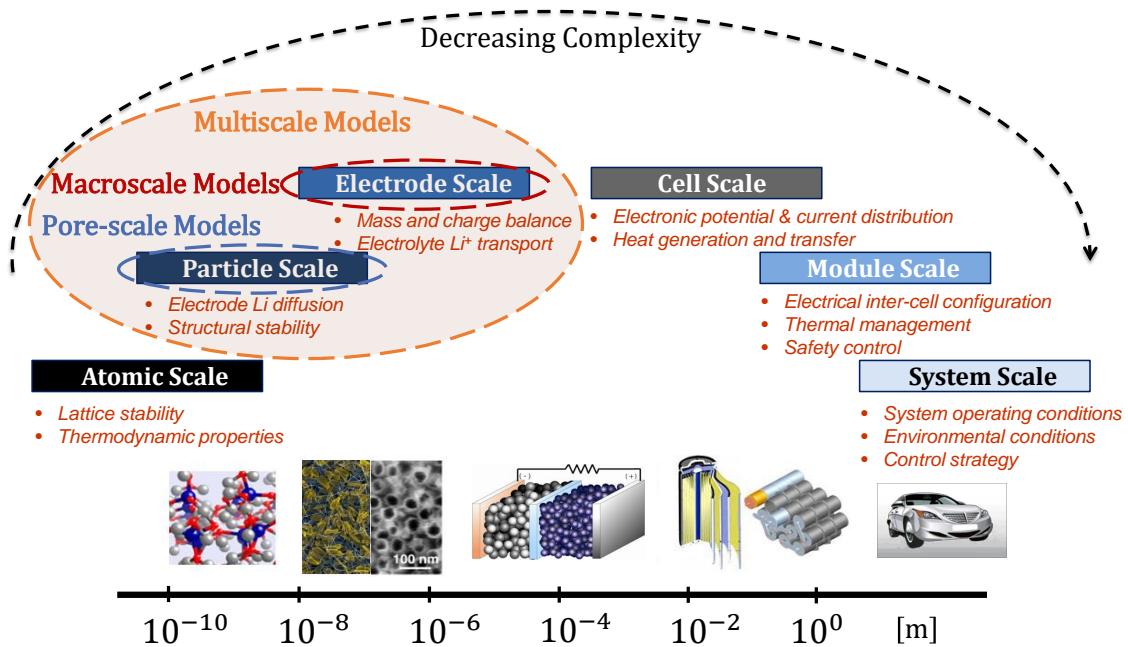 Decreasing Complexity
Multiscale Models
Macroscale Models
Electrode Scale
Cell Scale
• Mass and charge balance
• Electrolyte Li⁺ transport
• Electronic potential & current distribution
• Heat generation and transfer
Pore-scale Models
Particle Scale
Module Scale
• Electrode Li diffusion
• Structural stability
• Electrical inter-cell configuration
• Thermal management
• Safety control
Atomic Scale
System Scale
• Lattice stability
• Thermodynamic properties
• System operating conditions
• Environmental conditions
• Control strategy
(-)
(+)
100 nm
10⁻¹⁰ 10⁻⁸ 10⁻⁶ 10⁻⁴ 10⁻² 10⁰ [m]